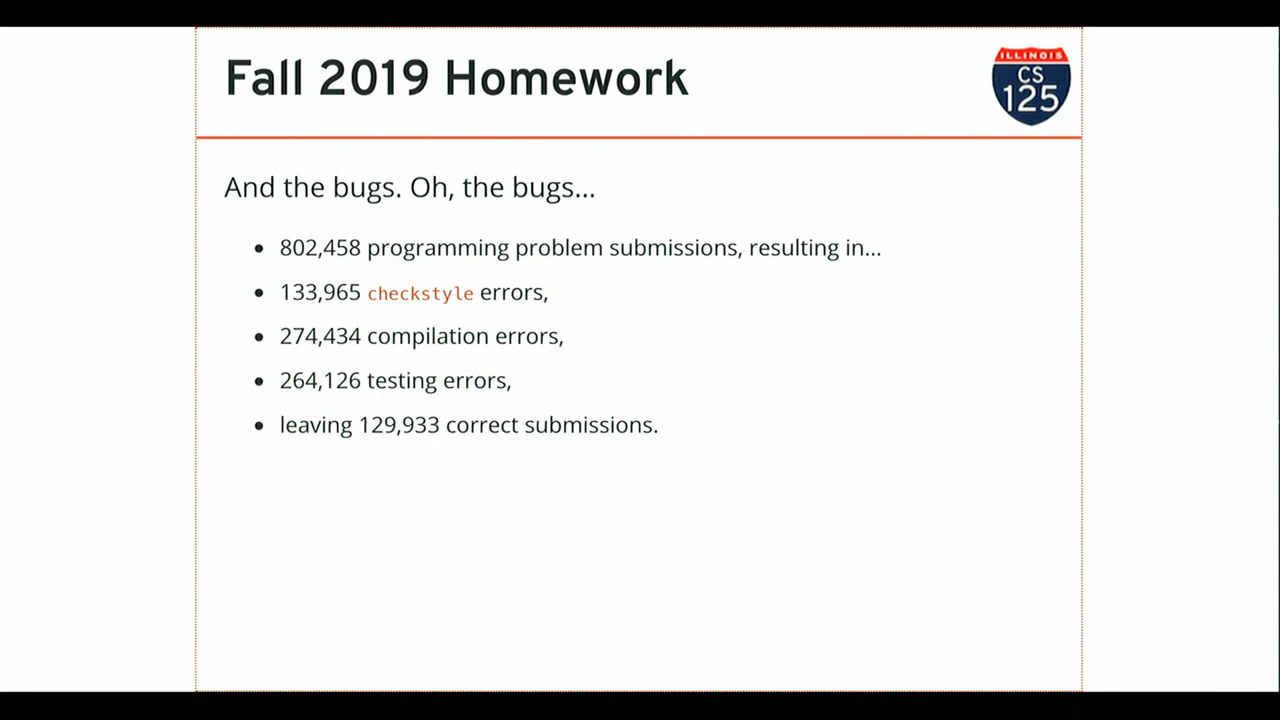 Fall 2019 Homework
ILLINOIS
CS
125
And the bugs. Oh, the bugs...
802,458 programming problem submissions, resulting in...
133,965 checkstyle errors,
274,434 compilation errors,
264,126 testing errors,
leaving 129,933 correct submissions.